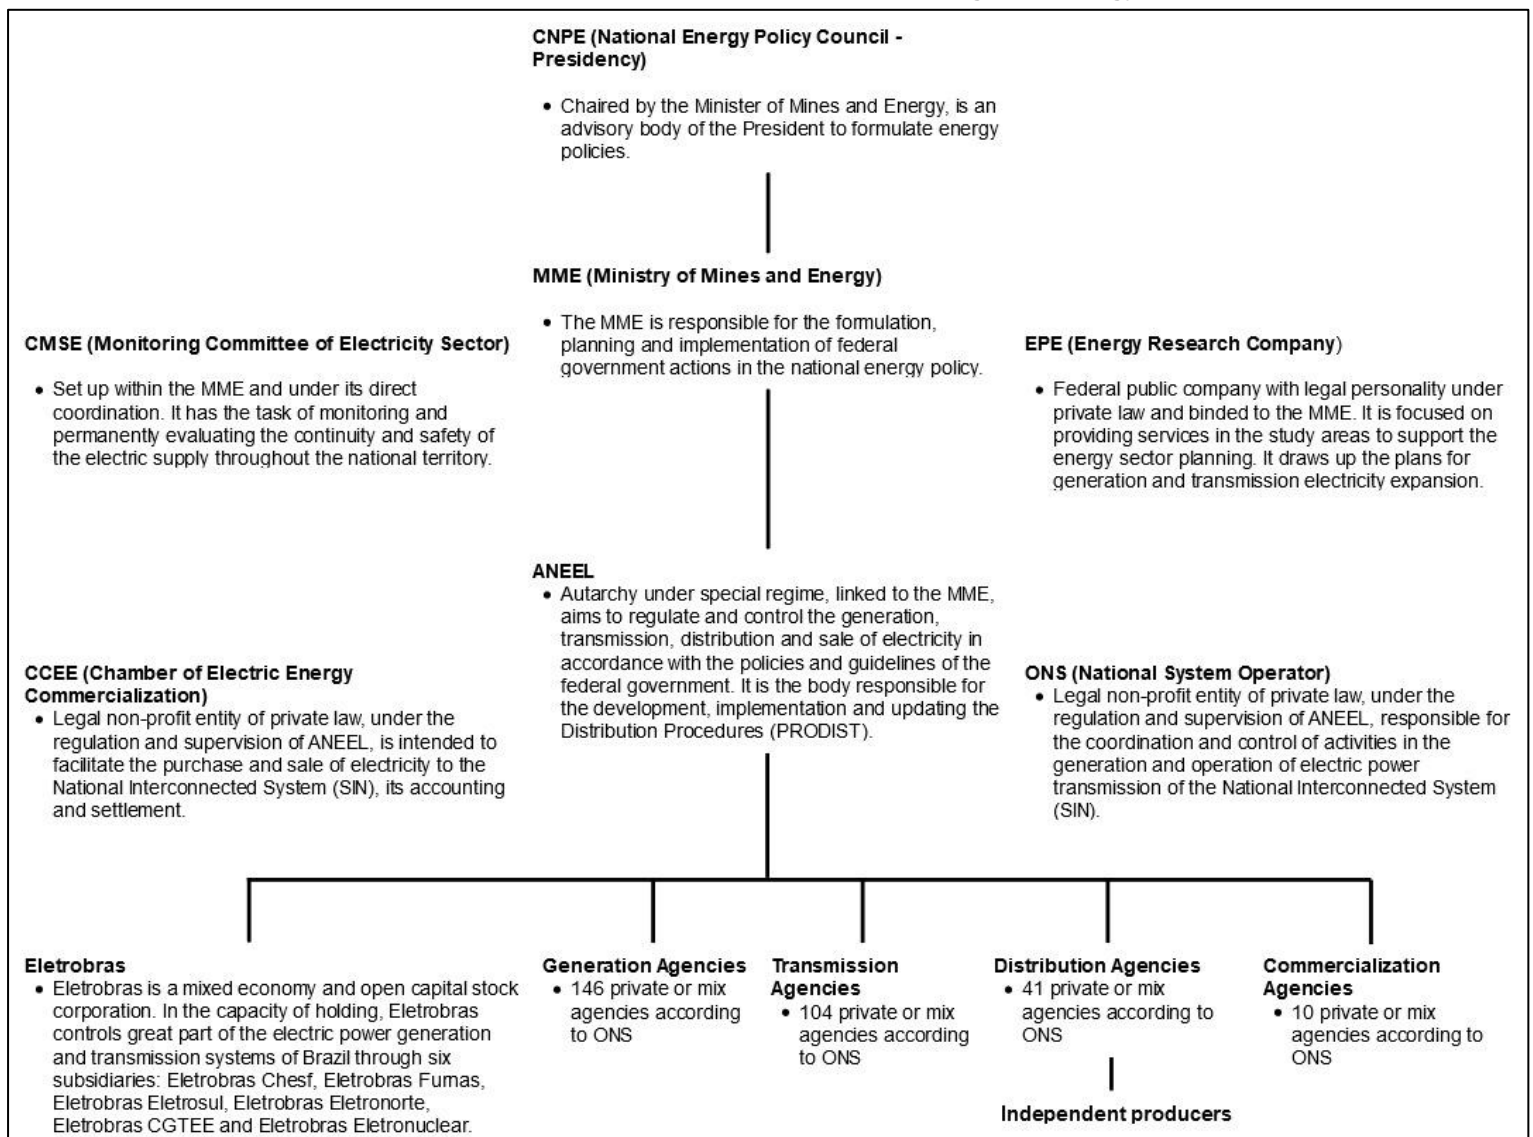 CNPE (National Energy Policy Council -
Presidency)
• Chaired by the Minister of Mines and Energy, is an
advisory body of the President to formulate energy
policies.
MME (Ministry of Mines and Energy)
• The MME is responsible for the formulation,
planning and implementation of federal
government actions in the national energy policy.
CMSE (Monitoring Committee of Electricity Sector)
• Set up within the MME and under its direct
coordination. It has the task of monitoring and
permanently evaluating the continuity and safety of
the electric supply throughout the national territory.
EPE (Energy Research Company)
• Federal public company with legal personality under
private law and binded to the MME. It is focused on
providing services in the study areas to support the
energy sector planning. It draws up the plans for
generation and transmission electricity expansion.
ANEEL
• Autarchy under special regime, linked to the MME,
aims to regulate and control the generation,
transmission, distribution and sale of electricity in
accordance with the policies and guidelines of the
federal government. It is the body responsible for
the development, implementation and updating the
Distribution Procedures (PRODIST).
CCEE (Chamber of Electric Energy
Commercialization)
• Legal non-profit entity of private law, under the
regulation and supervision of ANEEL, is intended to
facilitate the purchase and sale of electricity to the
National Interconnected System (SIN), its accounting
and settlement.
ONS (National System Operator)
• Legal non-profit entity of private law, under the
regulation and supervision of ANEEL, responsible for
the coordination and control of activities in the
generation and operation of electric power
transmission of the National Interconnected System
(SIN).
Eletrobras
• Eletrobras is a mixed economy and open capital stock
corporation. In the capacity of holding, Eletrobras
controls great part of the electric power generation
and transmission systems of Brazil through six
subsidiaries: Eletrobras Chesf, Eletrobras Furnas,
Eletrobras Eletrosul, Eletrobras Eletronorte,
Eletrobras CGTEE and Eletrobras Eletronuclear.
Generation Agencies
• 146 private or mix
agencies according
to ONS
Transmission
Agencies
• 104 private or mix
agencies according
to ONS
Distribution Agencies
• 41 private or mix
agencies according to
ONS
Independent producers
Commercialization
Agencies
• 10 private or mix
agencies according to
ONS